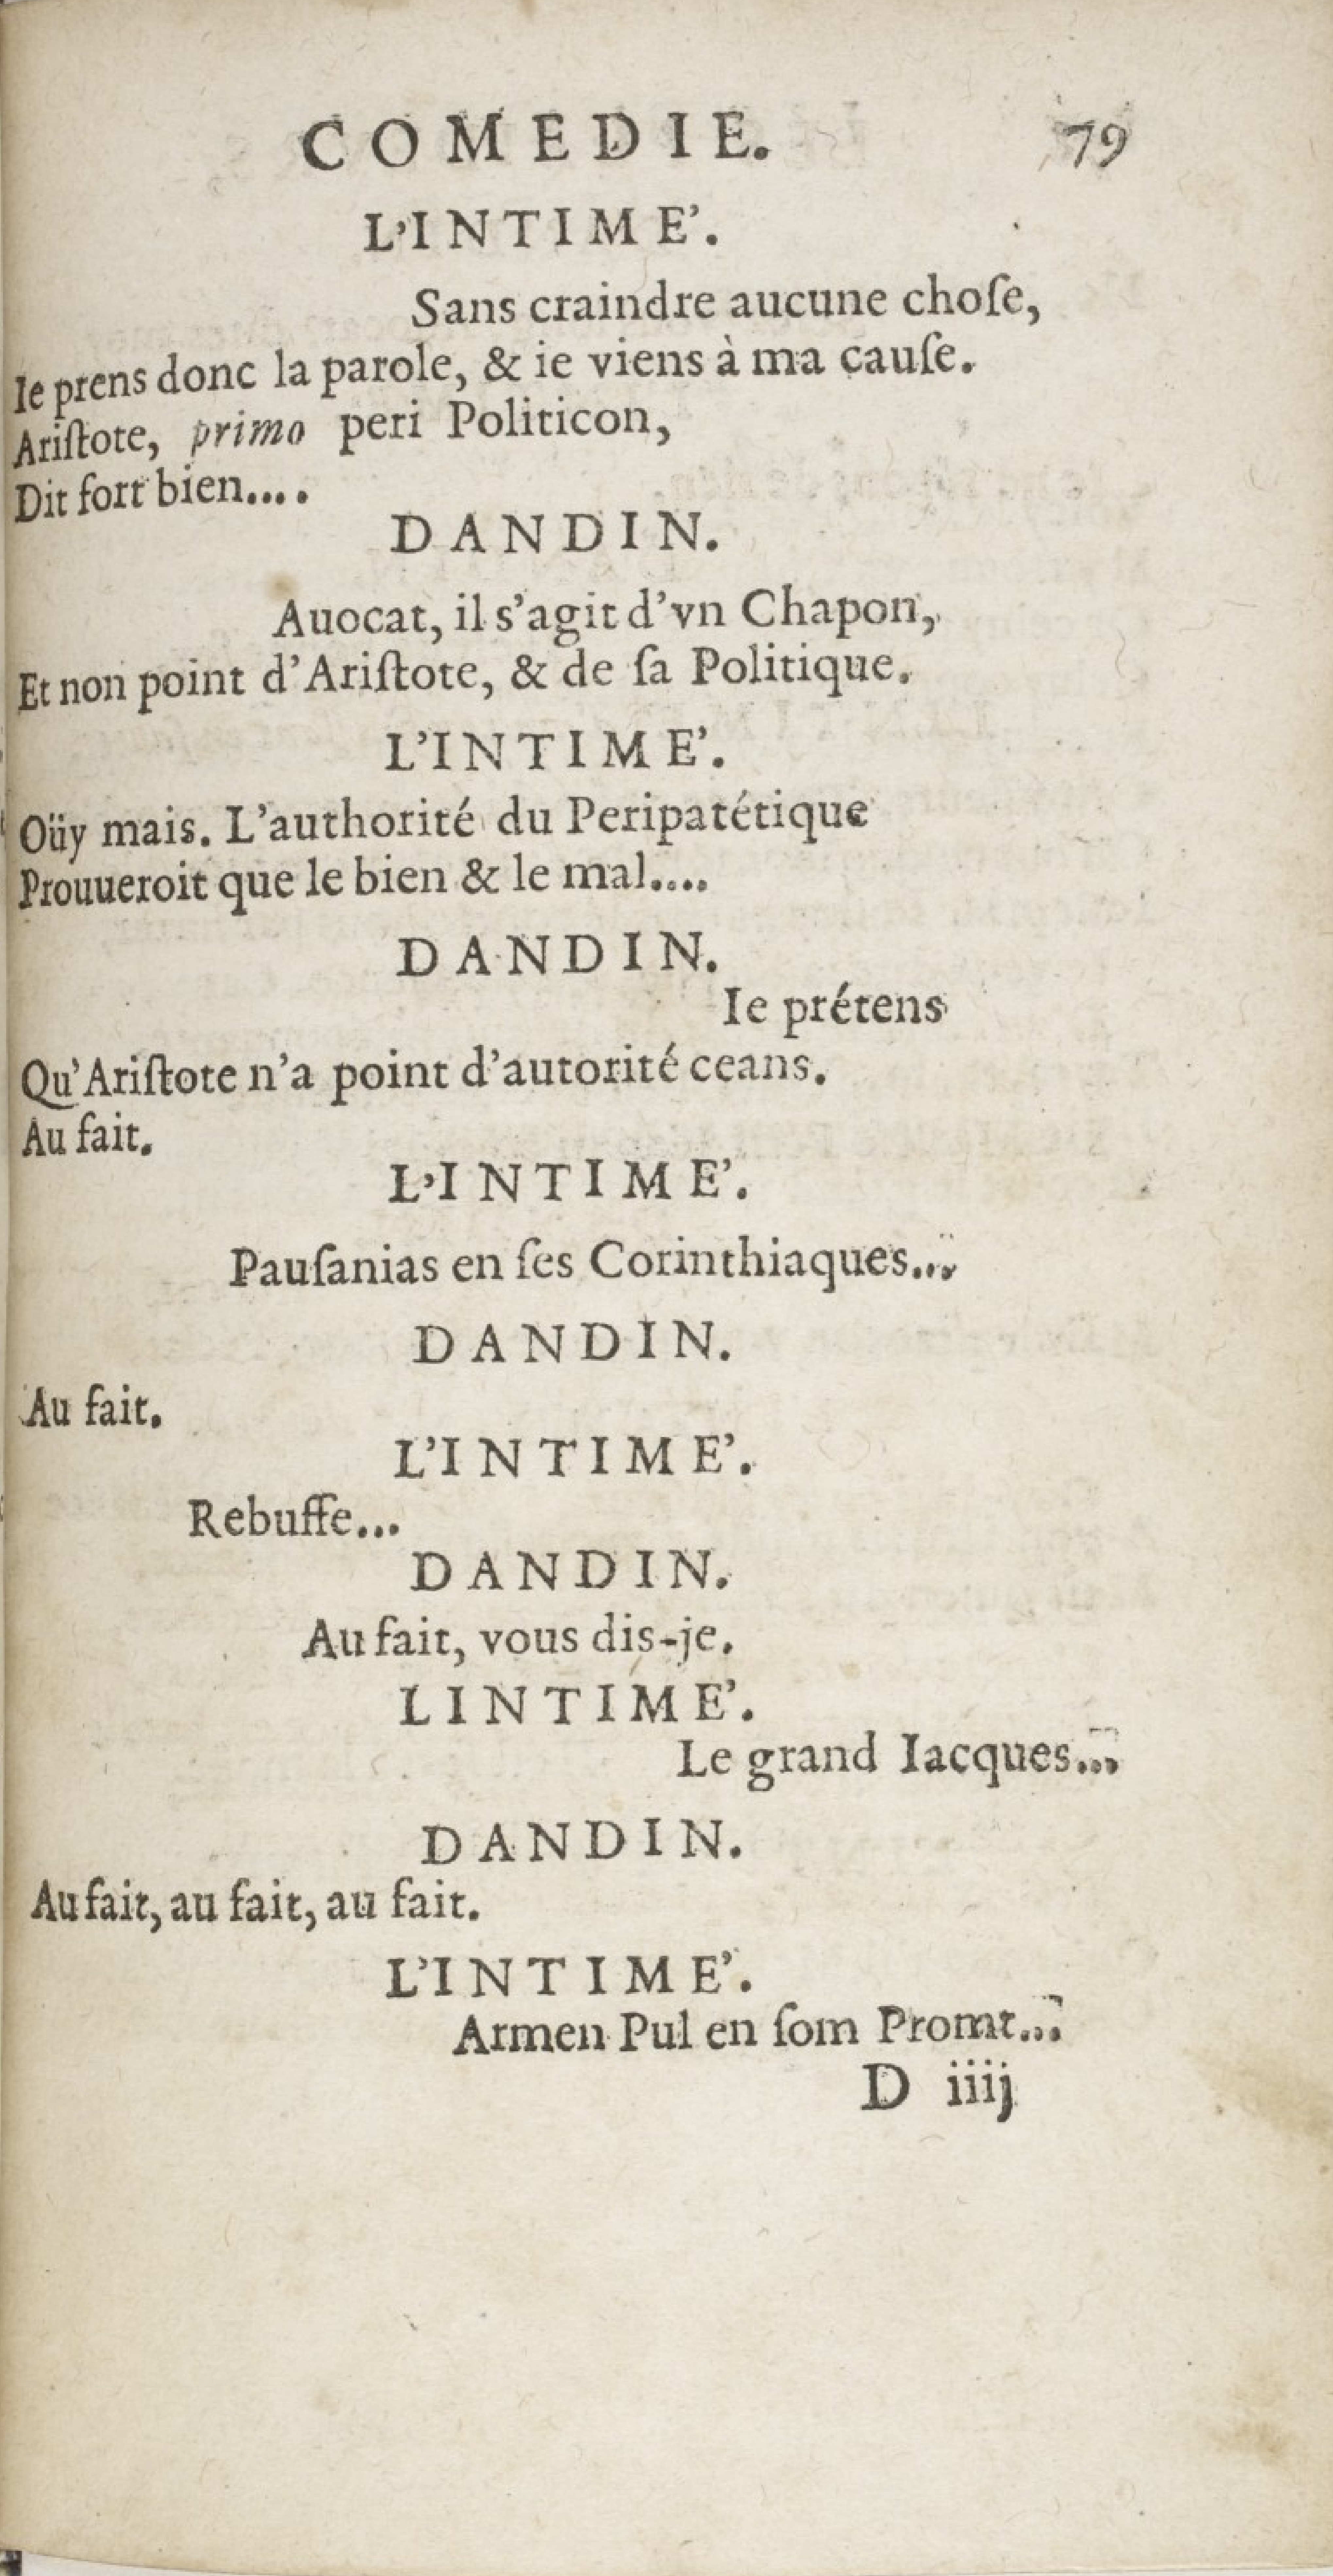 COMEDIE. 79
L'INTIME'.
Sans craindre aucune choſe,
Ie prens donc la parole, & ie viens à ma cauſe.
Ariſtote, primo peri Politicon,
Dit fort bien....
DANDIN.
Auocat, il s'agit d'vn Chapon,
Et non point d'Ariſtote, & de ſa Politique.
L'INTIME'.
Oüy mais. L'authorité du Peripatétique
Prouueroit que le bien & le mal....
DANDIN.
Ie prétens
Qu'Ariſtote n'a point d'autorité ceans.
Au fait.
L'INTIME'.
Pauſanias en ſes Corinthiaques...
DANDIN.
Au fait.
L'INTIME'.
Rebuffe...
DANDIN.
Au fait, vous dis-je.
LINTIME'.
Le grand Iacques...
DANDIN.
Au fait, au fait, au fait.
L'INTIME'.
Armen Pul en ſom Promt...
D iiij